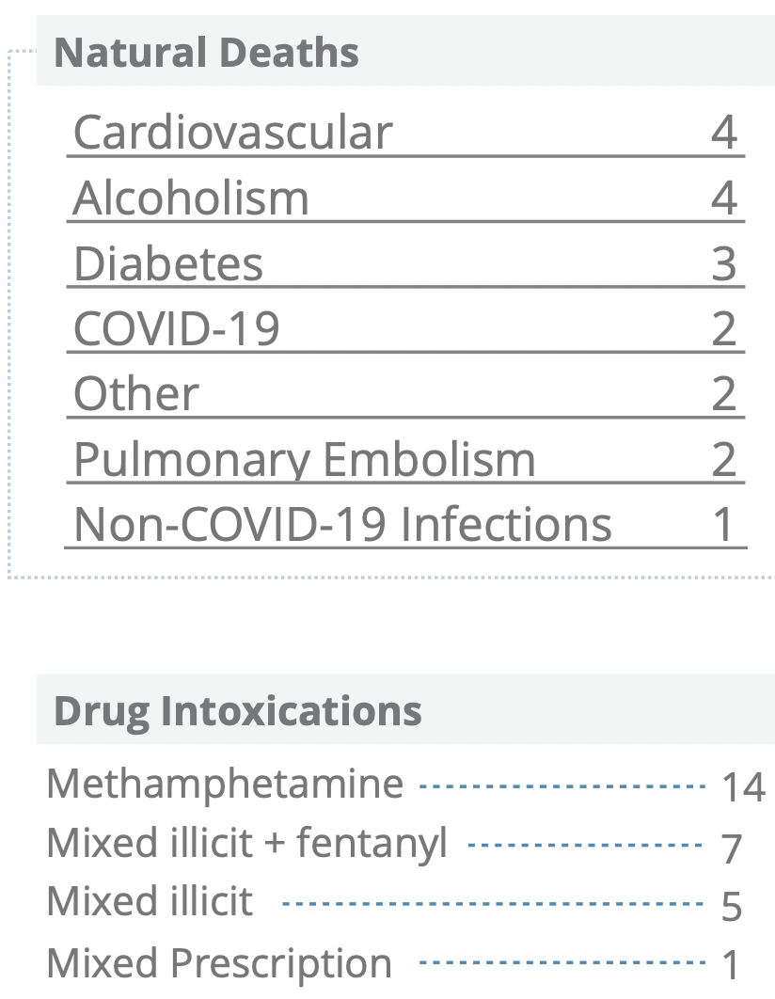 Natural Deaths
Cardiovascular 4
Alcoholism 4
Diabetes 3
COVID-19 2
Other 2
Pulmonary Embolism 2
Non-COVID-19 Infections 1
Drug Intoxications
Methamphetamine 14
Mixed illicit + fentanyl 7
Mixed illicit 5
Mixed Prescription 1